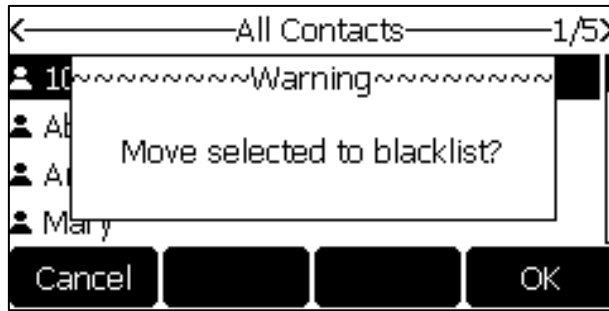 All Contacts 1/5
Warning
Move selected to blacklist?
Mary
Cancel OK